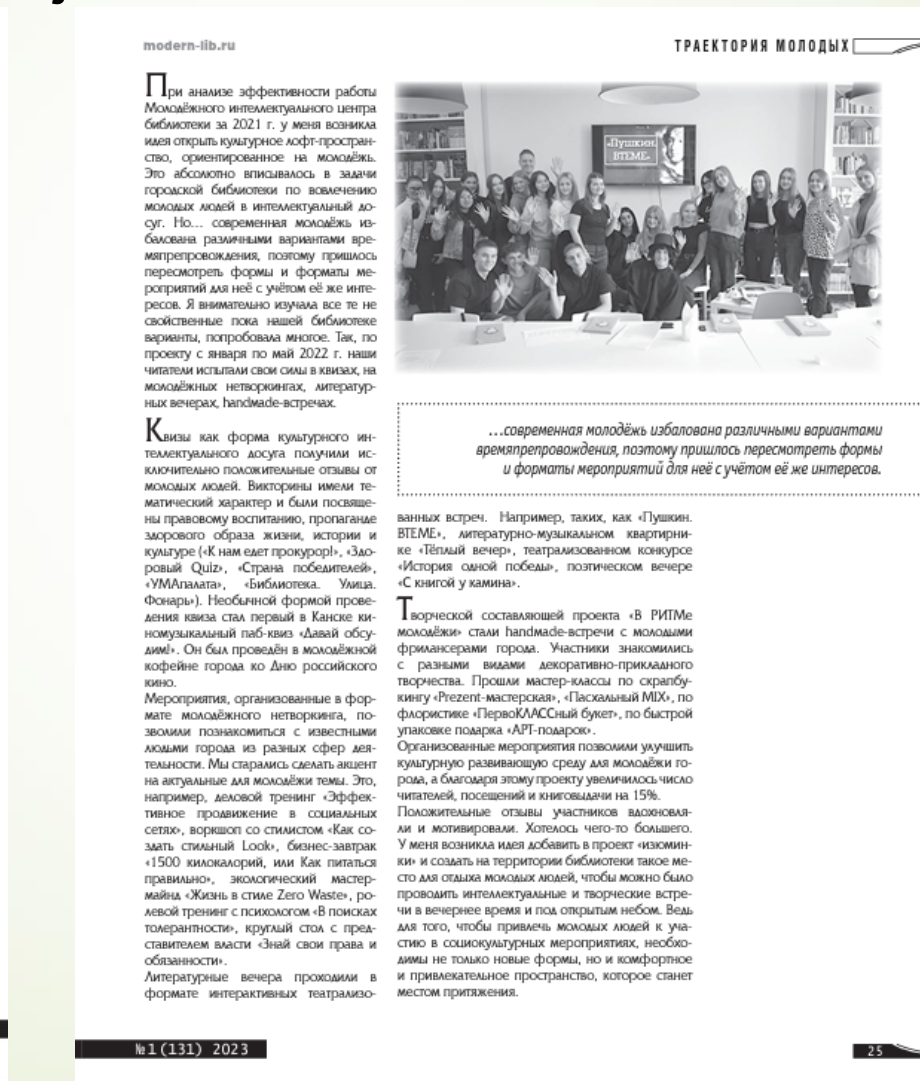 modern-lib.ru
ТРАЕКТОРИЯ МОЛОДЫХ
При анализе эффективности работы
Молодёжного интеллектуального центра
библиотеки за 2021 г. у меня возникла
идея открыть культурное лофт-простран-
ство, ориентированное на молодёжь.
Это абсолютно вписывалось в задачи
городской библиотеки по вовлечению
молодых людей в интеллектуальный до-
суг. Но... современная молодёжь из-
балована различными вариантами вре-
мяпрепровождения, поэтому пришлось
пересмотреть формы и форматы ме-
роприятий для неё с учётом её же инте-
ресов. Я внимательно изучала все те не
свойственные пока нашей библиотеке
варианты, попробовала многое. Так, по
проекту с января по май 2022 г. наши
читатели испытали свои силы в квизах, на
молодёжных нетворкингах, литератур-
ных вечерах, handmade-встречах.
Квизы как форма культурного ин-
теллектуального досуга получили ис-
ключительно положительные отзывы от
молодых людей. Викторины имели те-
матический характер и были посвяще-
ны правовому воспитанию, пропаганде
здорового образа жизни, истории и
культуре («К нам едет прокурор!», «Здо-
ровый Quiz», «Страна победителей»,
«УМАпалата», «Библиотека. Улица.
Фонарь»). Необычной формой прове-
дения квиза стал первый в Канске ки-
номузыкальный паб-квиз «Давай обсу-
дим!». Он был проведён в молодёжной
кофейне города ко Дню российского
кино.
Мероприятия, организованные в фор-
мате молодёжного нетворкинга, по-
зволили познакомиться с известными
людьми города из разных сфер дея-
тельности. Мы старались сделать акцент
на актуальные для молодёжи темы. Это,
например, деловой тренинг «Эффек-
тивное продвижение в социальных
сетях», воркшоп со стилистом «Как со-
здать стильный Look», бизнес-завтрак
«1500 килокалорий, или Как питаться
правильно», экологический мастер-
майнд «Жизнь в стиле Zero Waste», ро-
левой тренинг с психологом «В поисках
толерантности», круглый стол с пред-
ставителем власти «Знай свои права и
обязанности».
Литературные вечера проходили в
формате интерактивных театрализо-
«Пушкин.
ВТЕМЕ»
...современная молодёжь избалована различными вариантами
времяпрепровождения, поэтому пришлось пересмотреть формы
и форматы мероприятий для неё с учётом её же интересов.
ванных встреч. Например, таких, как «Пушкин.
ВТЕМЕ», литературно-музыкальном квартирни-
ке «Тёплый вечер», театрализованном конкурсе
«История одной победы», поэтическом вечере
«С книгой у камина».
Творческой составляющей проекта «В РИТМе
молодёжи» стали handmade-встречи с молодыми
фрилансерами города. Участники знакомились
с разными видами декоративно-прикладного
творчества. Прошли мастер-классы по скрапбу-
кингу «Prezent-мастерская», «Пасхальный MIX», по
флористике «ПервоКЛАССный букет», по быстрой
упаковке подарка «АРТ-подарок».
Организованные мероприятия позволили улучшить
культурную развивающую среду для молодёжи го-
рода, а благодаря этому проекту увеличилось число
читателей, посещений и книговыдачи на 15%.
Положительные отзывы участников вдохновля-
ли и мотивировали. Хотелось чего-то большего.
У меня возникла идея добавить в проект «изюмин-
ки» и создать на территории библиотеки такое ме-
сто для отдыха молодых людей, чтобы можно было
проводить интеллектуальные и творческие встре-
чи в вечернее время и под открытым небом. Ведь
для того, чтобы привлечь молодых людей к уча-
стию в социокультурных мероприятиях, необхо-
димы не только новые формы, но и комфортное
и привлекательное пространство, которое станет
местом притяжения.
№1(131) 2023
25